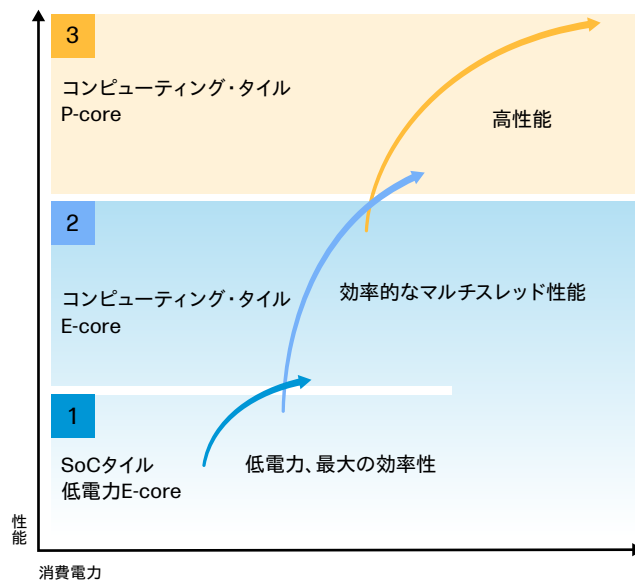 3
コンピューティング・タイル
P-core
高性能
2
コンピューティング・タイル
E-core
効率的なマルチスレッド性能
1
SoCタイル
低電力E-core
低電力、最大の効率性
性能
消費電力